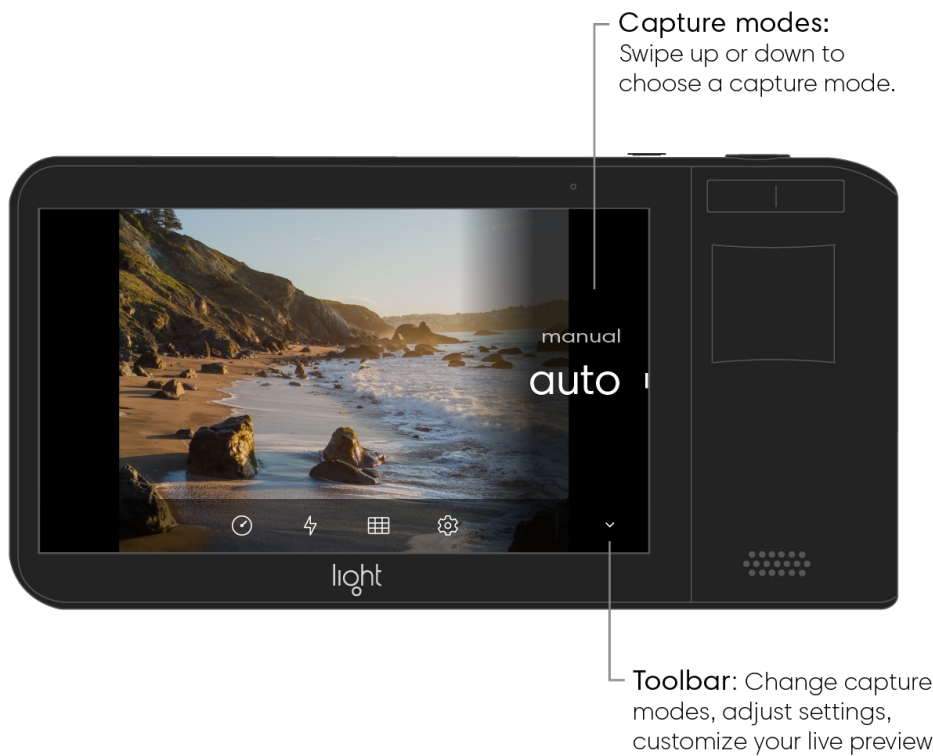 Capture modes:
Swipe up or down to
choose a capture mode.
manual
auto
light
Toolbar: Change capture
modes, adjust settings,
customize your live preview